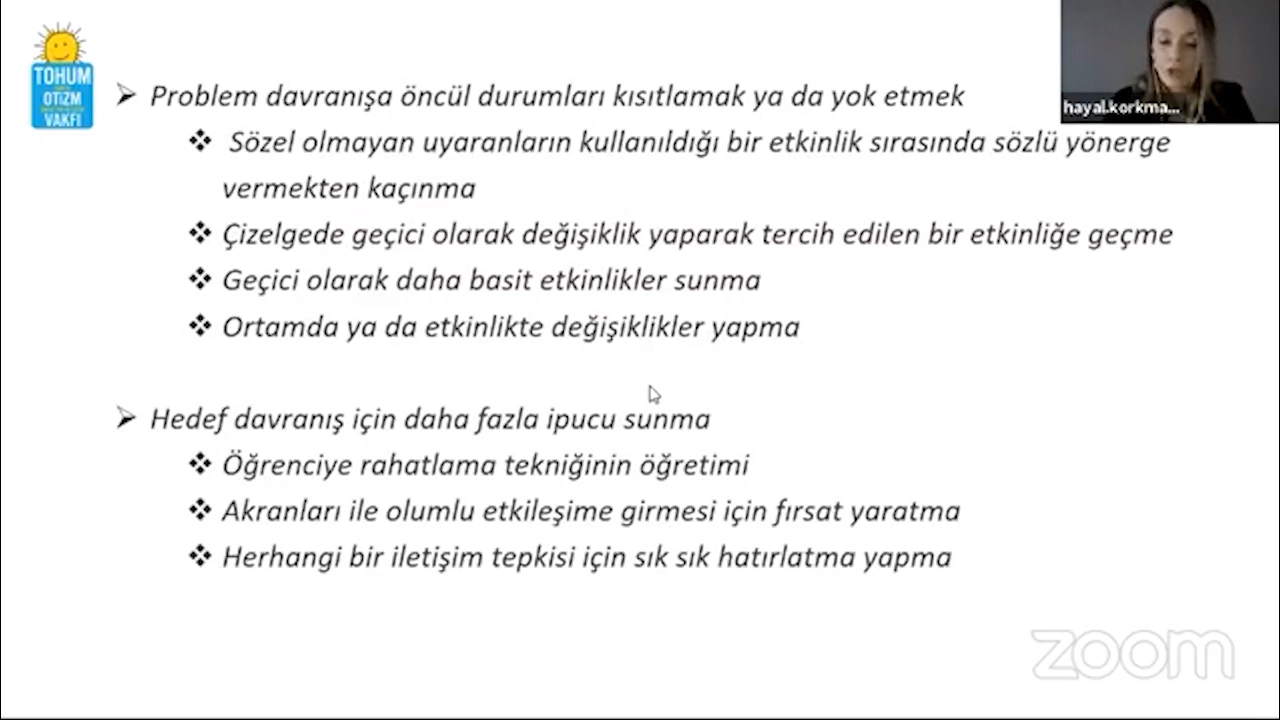 TOHUM
OTİZM
VAKFI
hayal.korkma...
Problem davranışa öncül durumları kısıtlamak ya da yok etmek
Sözel olmayan uyaranların kullanıldığı bir etkinlik sırasında sözlü yönerge
vermekten kaçınma
Çizelgede geçici olarak değişiklik yaparak tercih edilen bir etkinliğe geçme
Geçici olarak daha basit etkinlikler sunma
Ortamda ya da etkinlikte değişiklikler yapma
Hedef davranış için daha fazla ipucu sunma
Öğrenciye rahatlama tekniğinin öğretimi
Akranları ile olumlu etkileşime girmesi için fırsat yaratma
Herhangi bir iletişim tepkisi için sık sık hatırlatma yapma
zoom